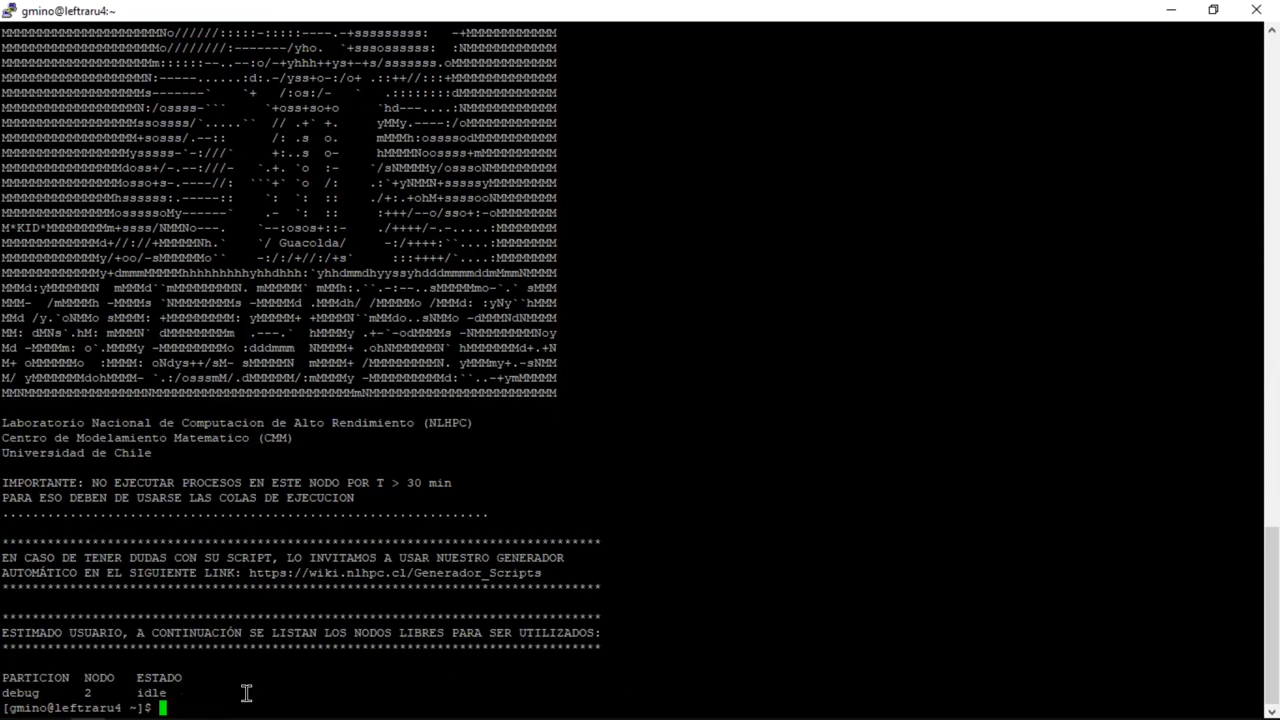 gmino@leftraru4:~
M*KID*
/ Guacolda/
Laboratorio Nacional de Computacion de Alto Rendimiento (NLHPC)
Centro de Modelamiento Matematico (CMM)
Universidad de Chile
IMPORTANTE: NO EJECUTAR PROCESOS EN ESTE NODO POR T > 30 min
PARA ESO DEBEN DE USARSE LAS COLAS DE EJECUCION
.................................................................
********************************************************************************
EN CASO DE TENER DUDAS CON SU SCRIPT, LO INVITAMOS A USAR NUESTRO GENERADOR
AUTOMÁTICO EN EL SIGUIENTE LINK: https://wiki.nlhpc.cl/Generador_Scripts
********************************************************************************
********************************************************************************
ESTIMADO USUARIO, A CONTINUACIÓN SE LISTAN LOS NODOS LIBRES PARA SER UTILIZADOS:
********************************************************************************
PARTICION NODO ESTADO
debug 2 idle
[gmino@leftraru4 ~]$